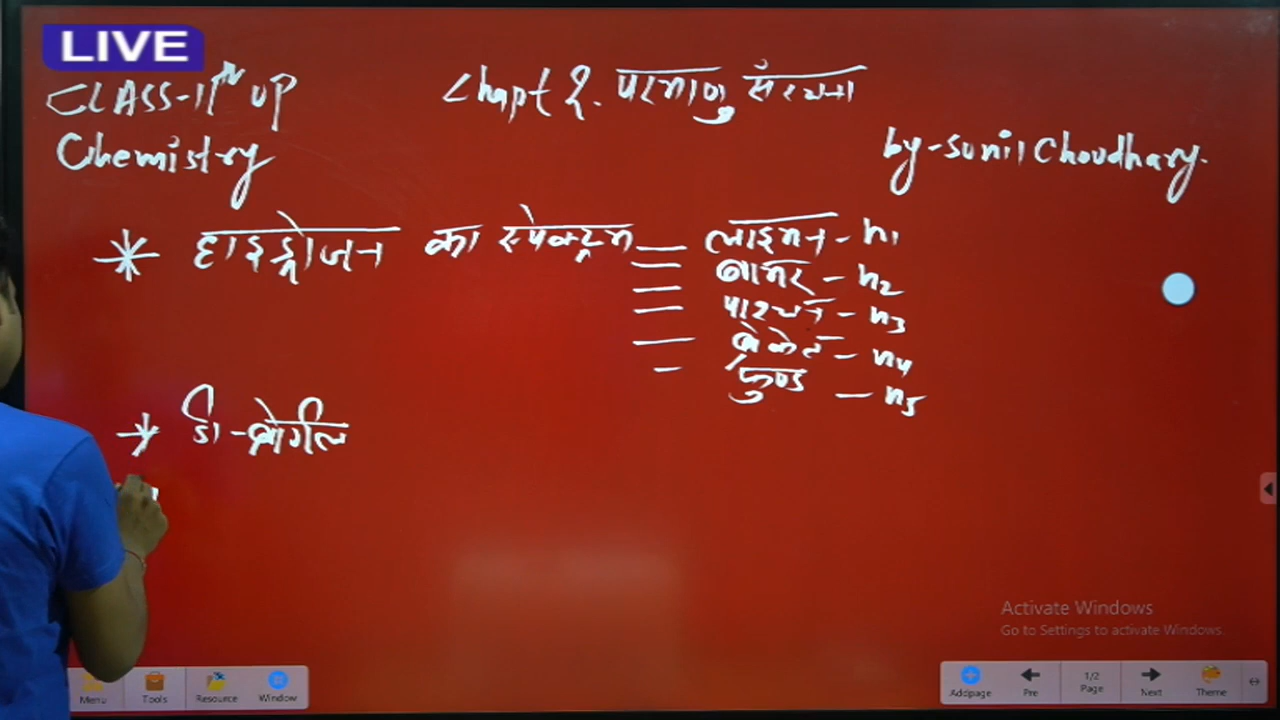 LIVE
CLASS-11th UP
Chemistry
Chapt 2. परमाणु संरचना
by-Sunil Choudhary.
* हाइड्रोजन का स्पेक्ट्रम
लाइमन - n1
बामर - n2
पाश्चन - n3
ब्रेकेट - n4
फुण्ड - n5
* डी-ब्रोगली
Activate Windows
Go to Settings to activate Windows.
Menu Tools Resource Window
Addpage Pre 1/2 Page Next Theme